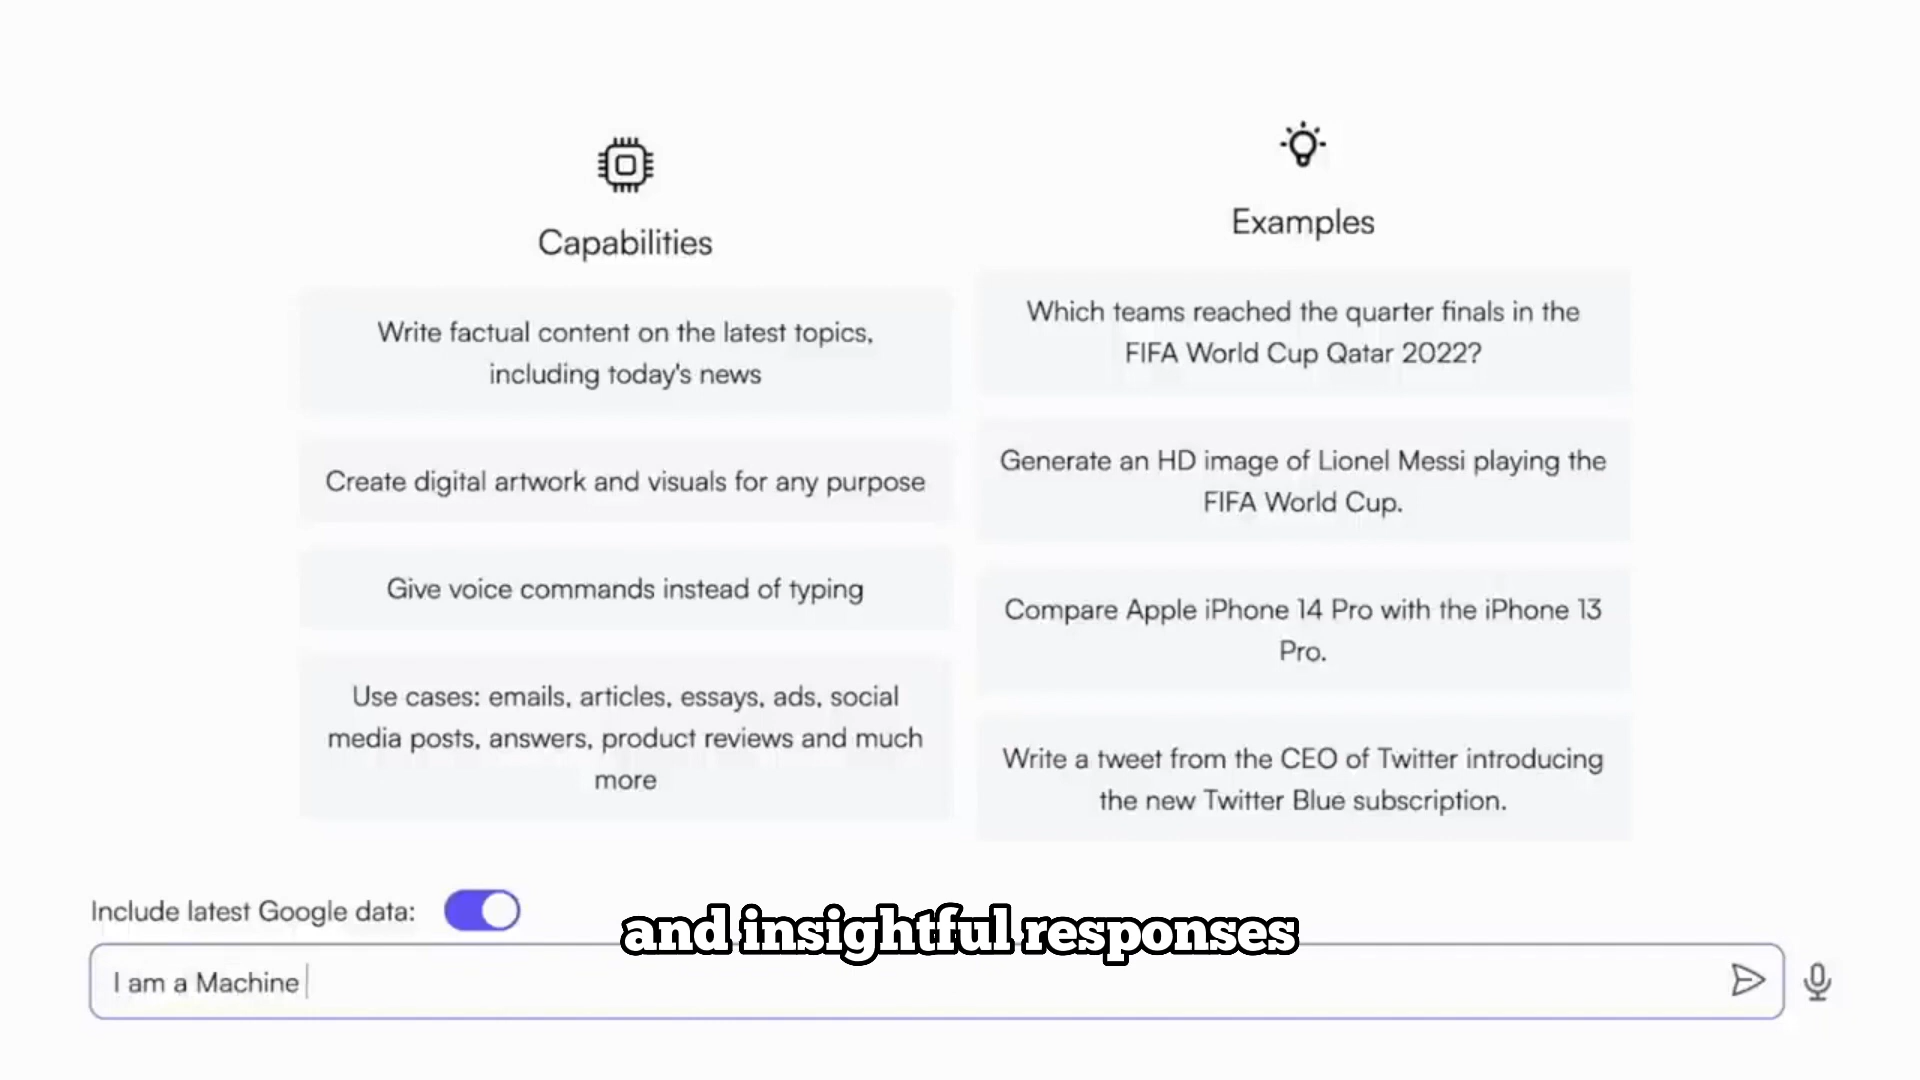 Capabilities
Write factual content on the latest topics,
including today's news
Create digital artwork and visuals for any purpose
Give voice commands instead of typing
Use cases: emails, articles, essays, ads, social
media posts, answers, product reviews and much
more
Examples
Which teams reached the quarter finals in the
FIFA World Cup Qatar 2022?
Generate an HD image of Lionel Messi playing the
FIFA World Cup.
Compare Apple iPhone 14 Pro with the iPhone 13
Pro.
Write a tweet from the CEO of Twitter introducing
the new Twitter Blue subscription.
Include latest Google data:
and insightful responses
I am a Machine